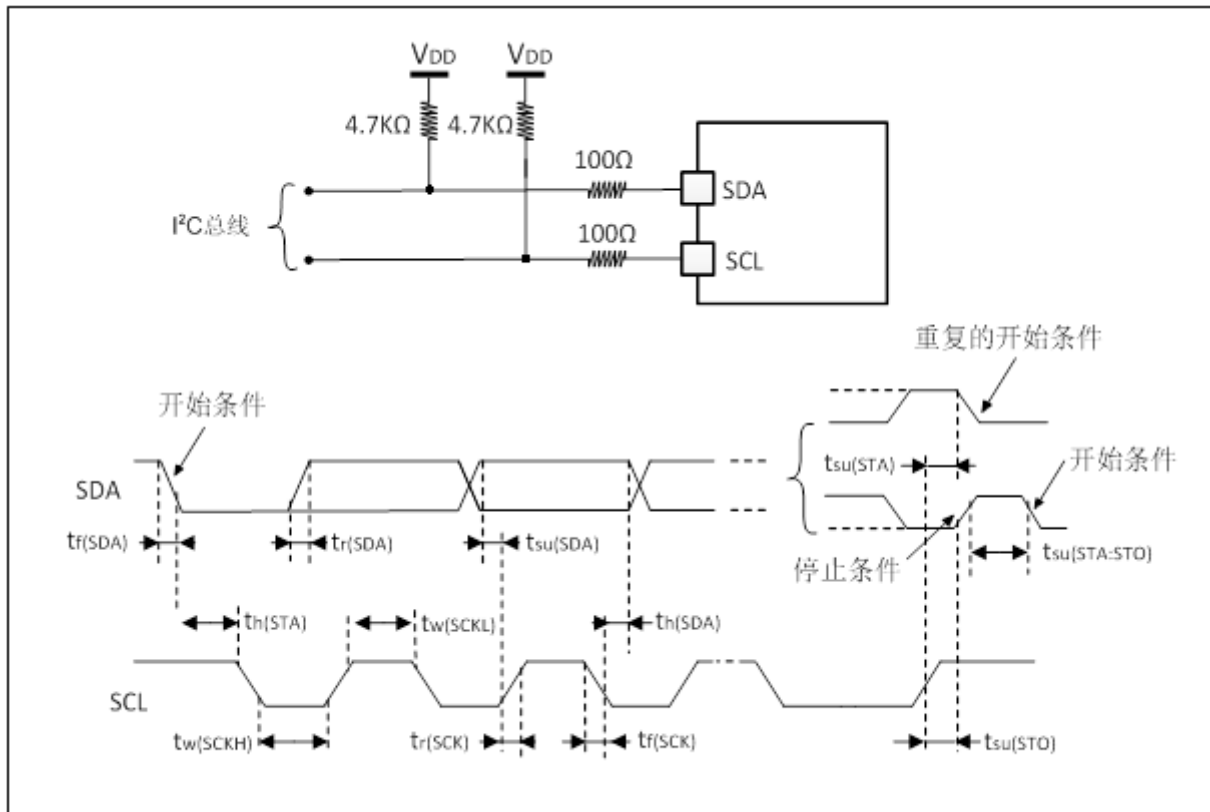 VDD VDD
4.7KΩ 4.7KΩ
100Ω
SDA
I²C总线
100Ω
SCL
重复的开始条件
开始条件
tsu(STA)
开始条件
SDA
tf(SDA) tr(SDA) tsu(SDA)
停止条件
tsu(STA:STO)
th(STA) tw(SCKL) th(SDA)
SCL
tw(SCKH) tr(SCK) tf(SCK) tsu(STO)